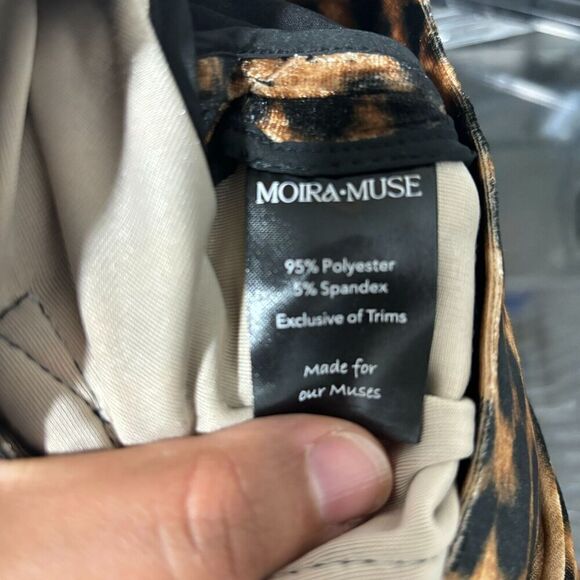 MOIRA•MUSE
95% Polyester
5% Spandex
Exclusive of Trims
Made for
our Muses